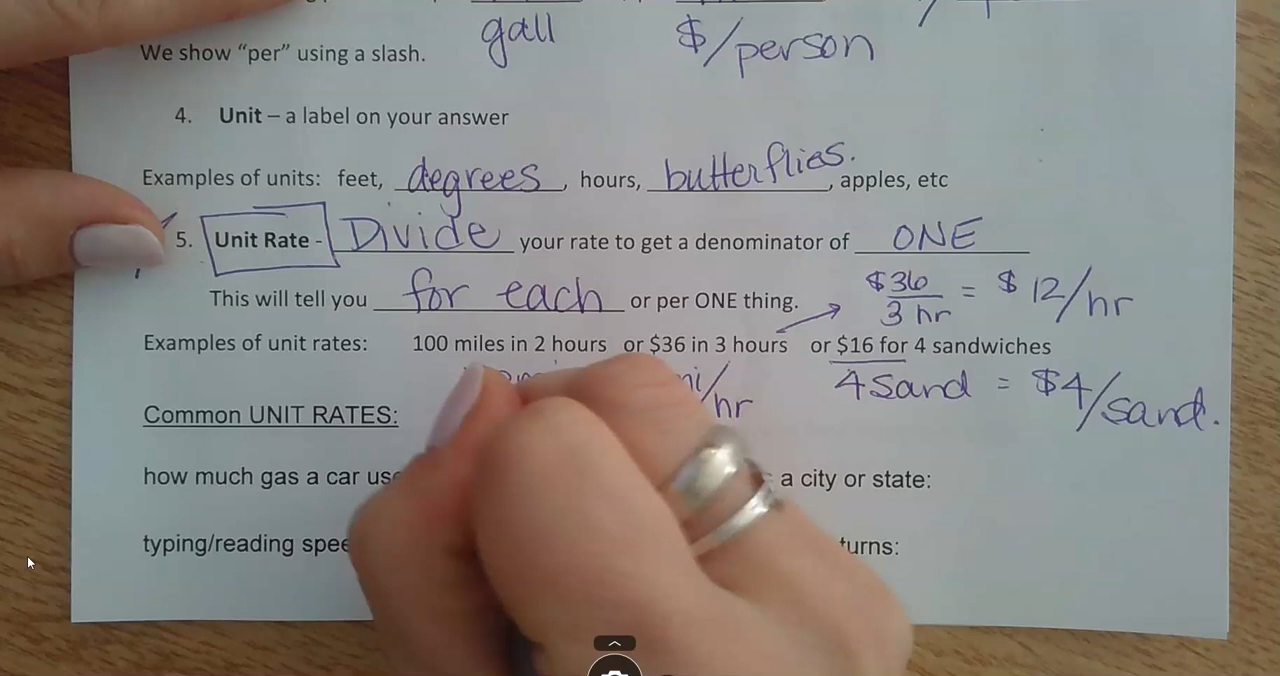 gall $/person
We show “per” using a slash.
4. Unit – a label on your answer
Examples of units: feet, degrees, hours, butterflies., apples, etc
5. Unit Rate - Divide your rate to get a denominator of ONE
This will tell you for each or per ONE thing.
$36 / 3 hr = $12/hr
Examples of unit rates: 100 miles in 2 hours or $36 in 3 hours or $16 for 4 sandwiches
mi/hr 4 Sand = $4/sand.
Common UNIT RATES:
how much gas a car a city or state:
typing/reading turns: